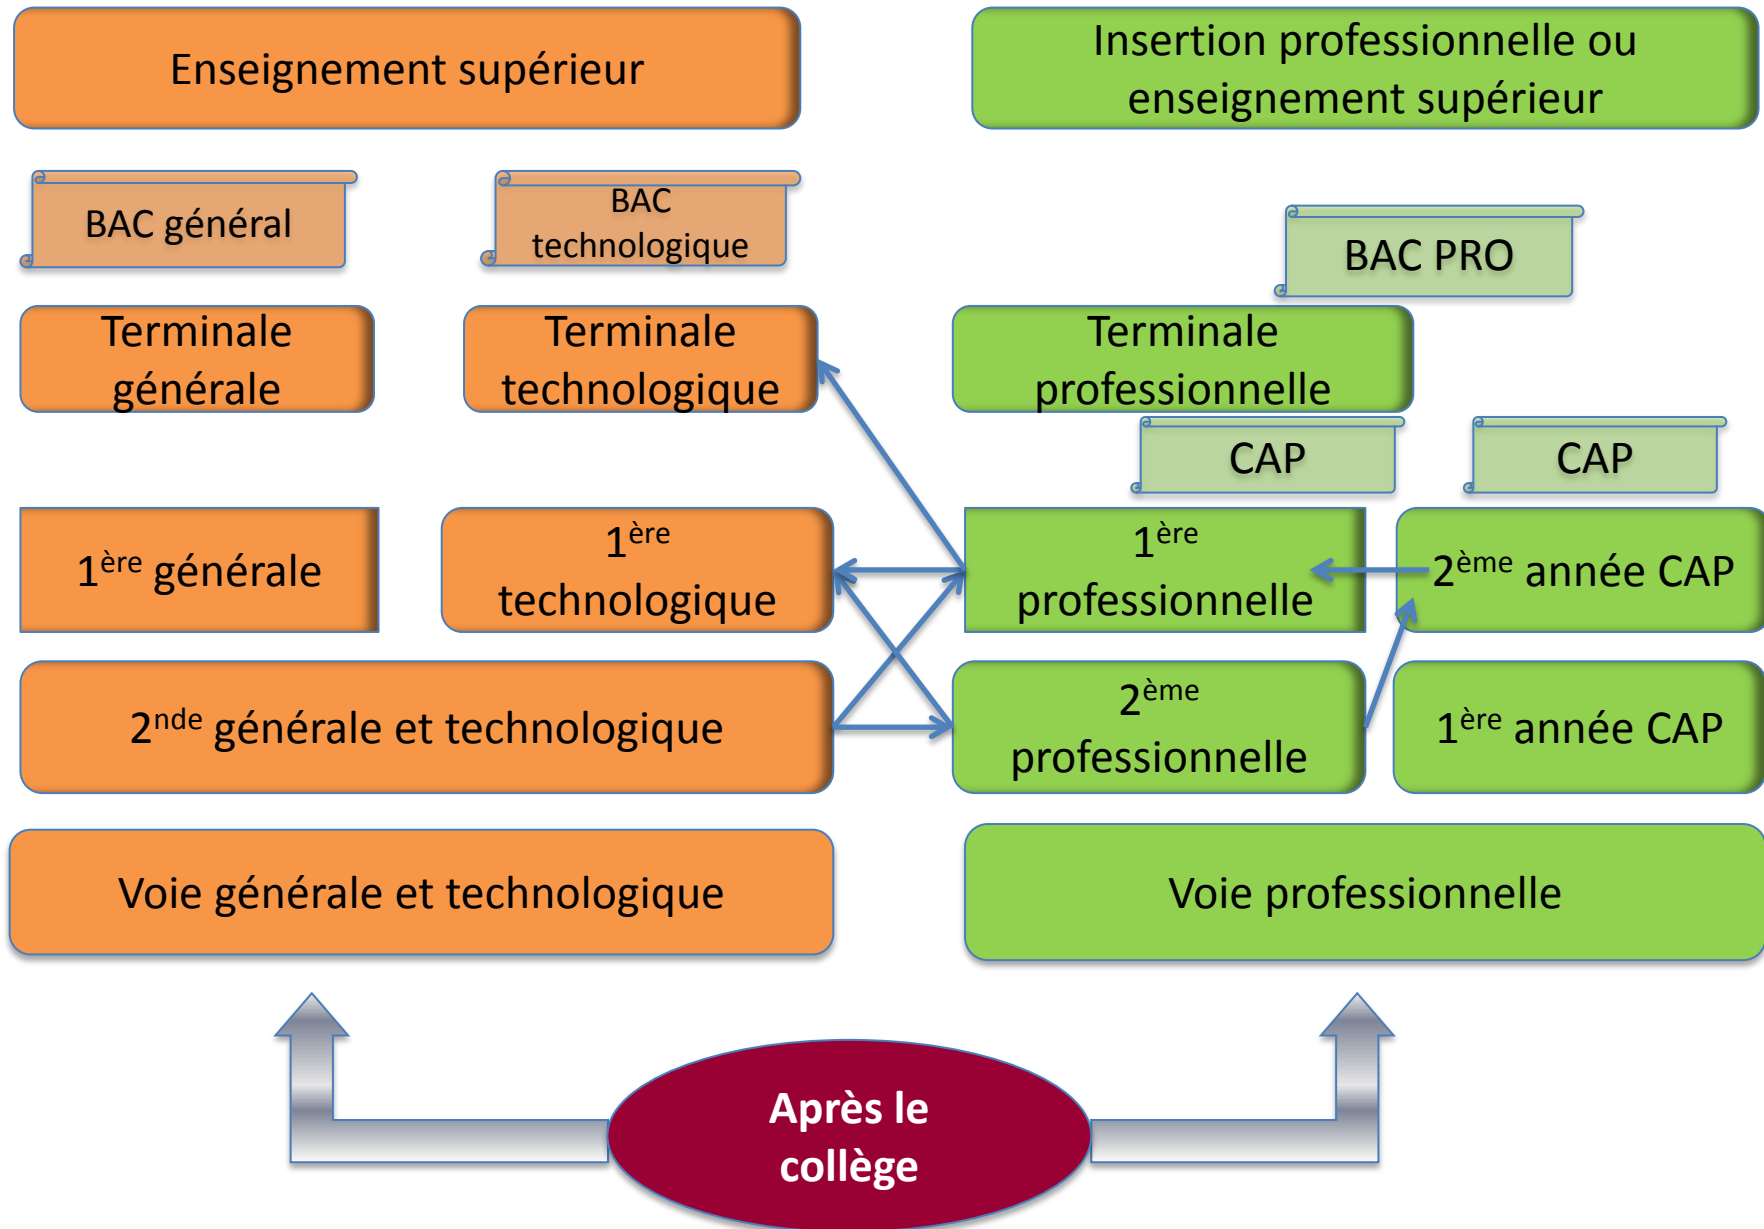 Enseignement supérieur
Insertion professionnelle ou
enseignement supérieur
BAC général
BAC
technologique
BAC PRO
Terminale
générale
Terminale
technologique
Terminale
professionnelle
CAP
CAP
1ère générale
1ère
technologique
1ère
professionnelle
2ème année CAP
2nde générale et technologique
2ème
professionnelle
1ère année CAP
Voie générale et technologique
Voie professionnelle
Après le
collège